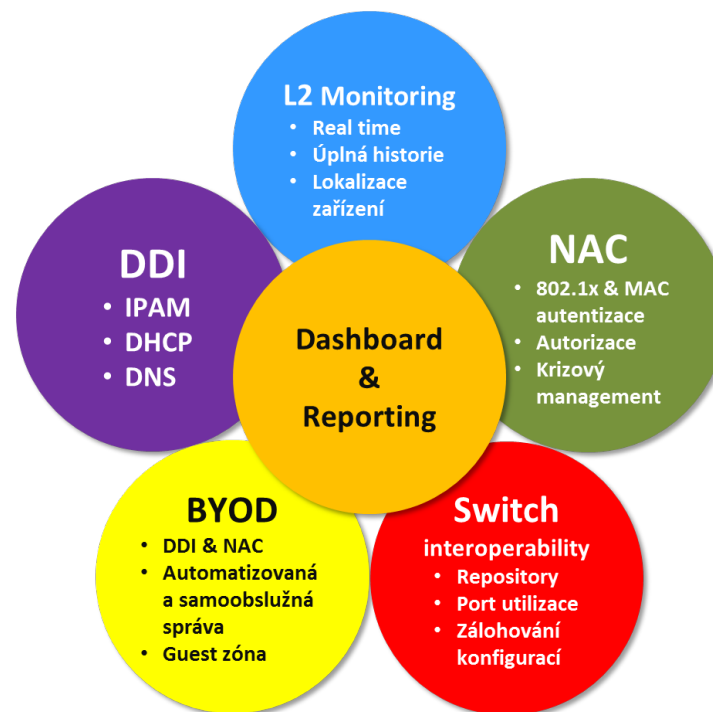 L2 Monitoring
• Real time
• Úplná historie
• Lokalizace
zařízení
DDI
• IPAM
• DHCP
• DNS
NAC
• 802.1x & MAC
autentizace
• Autorizace
• Krizový
management
Dashboard
&
Reporting
BYOD
• DDI & NAC
• Automatizovaná
a samoobslužná
správa
• Guest zóna
Switch
interoperability
• Repository
• Port utilizace
• Zálohování
konfigurací